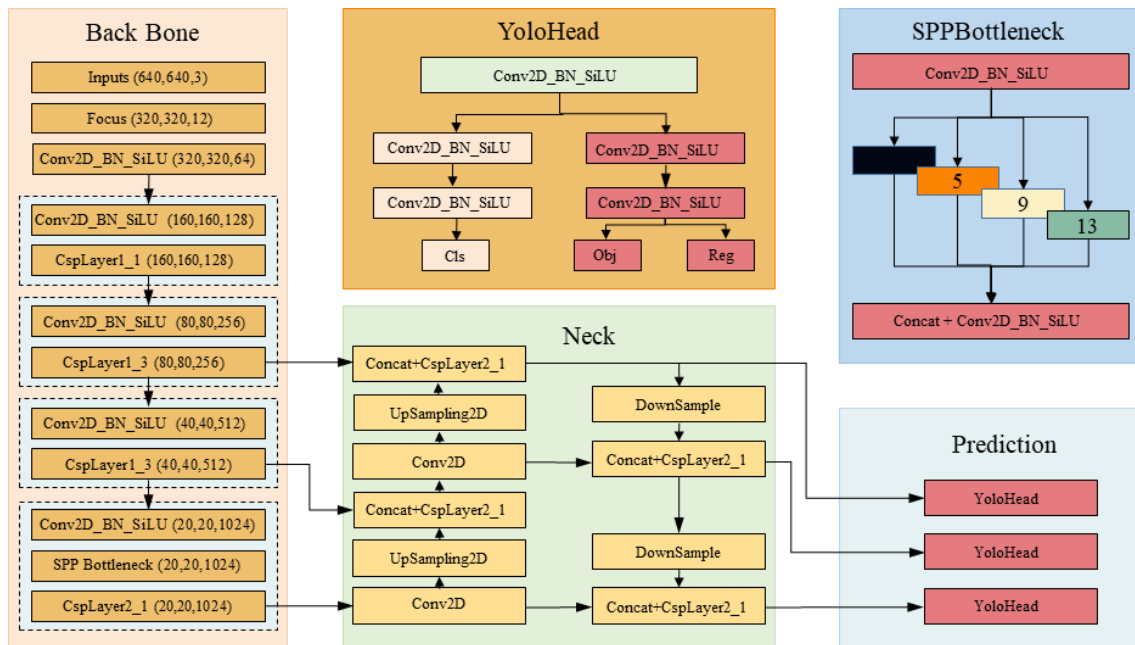 Back Bone
Inputs (640,640,3)
Focus (320,320,12)
Conv2D_BN_SiLU (320,320,64)
Conv2D_BN_SiLU (160,160,128)
CspLayer1_1 (160,160,128)
Conv2D_BN_SiLU (80,80,256)
CspLayer1_3 (80,80,256)
Conv2D_BN_SiLU (40,40,512)
CspLayer1_3 (40,40,512)
Conv2D_BN_SiLU (20,20,1024)
SPP Bottleneck (20,20,1024)
CspLayer2_1 (20,20,1024)
YoloHead
Conv2D_BN_SiLU
Conv2D_BN_SiLU
Conv2D_BN_SiLU
Conv2D_BN_SiLU
Conv2D_BN_SiLU
Cls
Obj
Reg
SPPBottleneck
Conv2D_BN_SiLU
5
9
13
Concat + Conv2D_BN_SiLU
Neck
Concat+CspLayer2_1
UpSampling2D
Conv2D
Concat+CspLayer2_1
UpSampling2D
Conv2D
DownSample
Concat+CspLayer2_1
DownSample
Concat+CspLayer2_1
Prediction
YoloHead
YoloHead
YoloHead